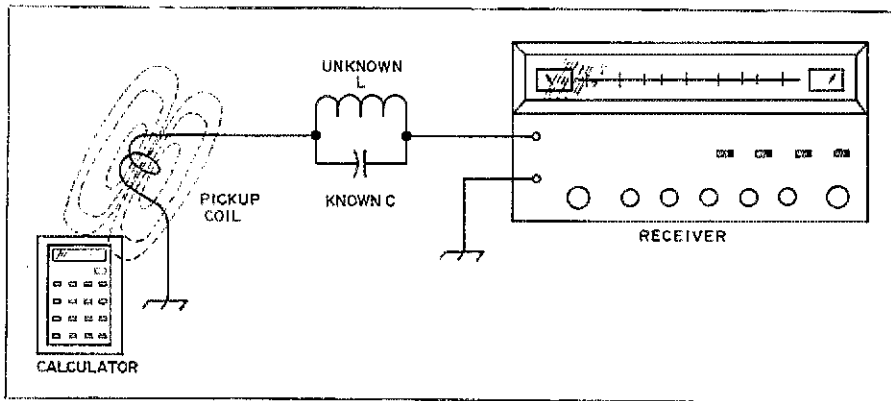 UNKNOWN
L
PICKUP
COIL
KNOWN C
RECEIVER
CALCULATOR